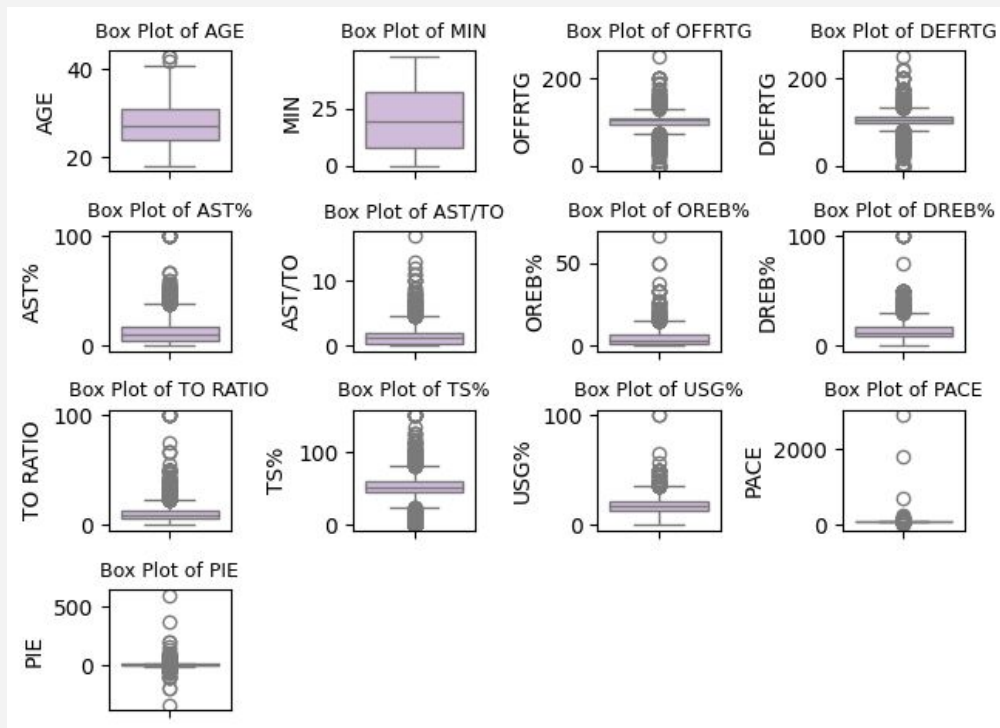 Box Plot of AGE
AGE
40
20
Box Plot of MIN
MIN
25
0
Box Plot of OFFRTG
OFFRTG
200
0
Box Plot of DEFRTG
DEFRTG
200
0
Box Plot of AST%
AST%
100
0
Box Plot of AST/TO
AST/TO
10
0
Box Plot of OREB%
OREB%
50
0
Box Plot of DREB%
DREB%
100
0
Box Plot of TO RATIO
TO RATIO
100
0
Box Plot of TS%
TS%
100
0
Box Plot of USG%
USG%
100
0
Box Plot of PACE
PACE
2000
0
Box Plot of PIE
PIE
500
0